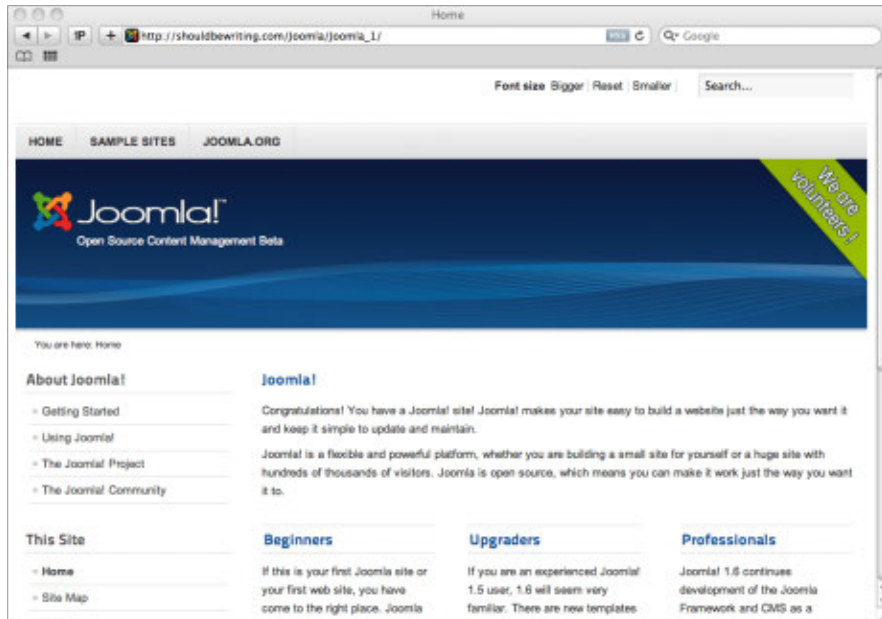 Home
http://shouldbewriting.com/joomla/joomla_1/
Google
Font size Bigger Reset Smaller
Search...
HOME SAMPLE SITES JOOMLA.ORG
Joomla!™
Open Source Content Management Beta
We are
volunteers!
You are here: Home
About Joomla!
Getting Started
Using Joomla!
The Joomla! Project
The Joomla! Community
This Site
Home
Site Map
Joomla!
Congratulations! You have a Joomla! site! Joomla! makes your site easy to build a website just the way you want it
and keep it simple to update and maintain.
Joomla! is a flexible and powerful platform, whether you are building a small site for yourself or a huge site with
hundreds of thousands of visitors. Joomla is open source, which means you can make it work just the way you want
it to.
Beginners
If this is your first Joomla site or
your first web site, you have
come to the right place. Joomla
Upgraders
If you are an experienced Joomla!
1.5 user, 1.6 will seem very
familiar. There are new templates
Professionals
Joomla! 1.6 continues
development of the Joomla
Framework and CMS as a